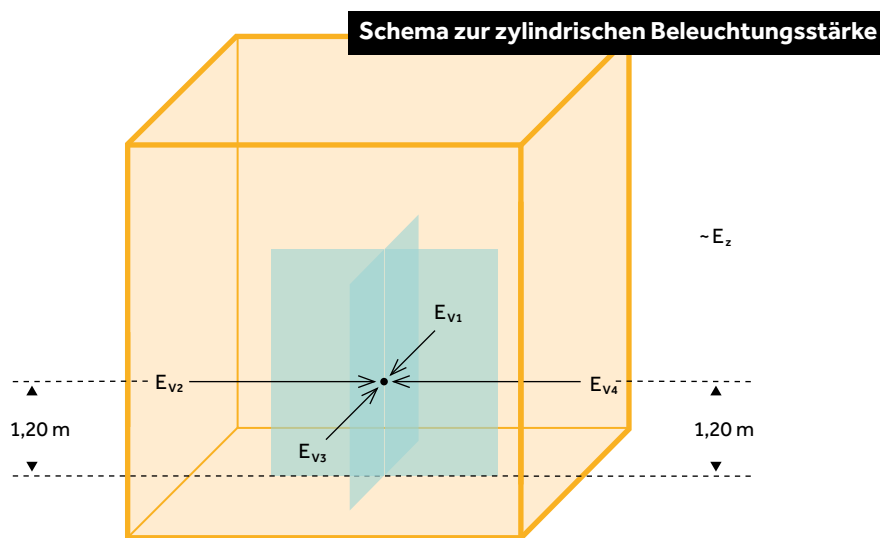 Schema zur zylindrischen Beleuchtungsstärke
~ E_z
E_V1
E_V2
E_V4
1,20 m
1,20 m
E_V3